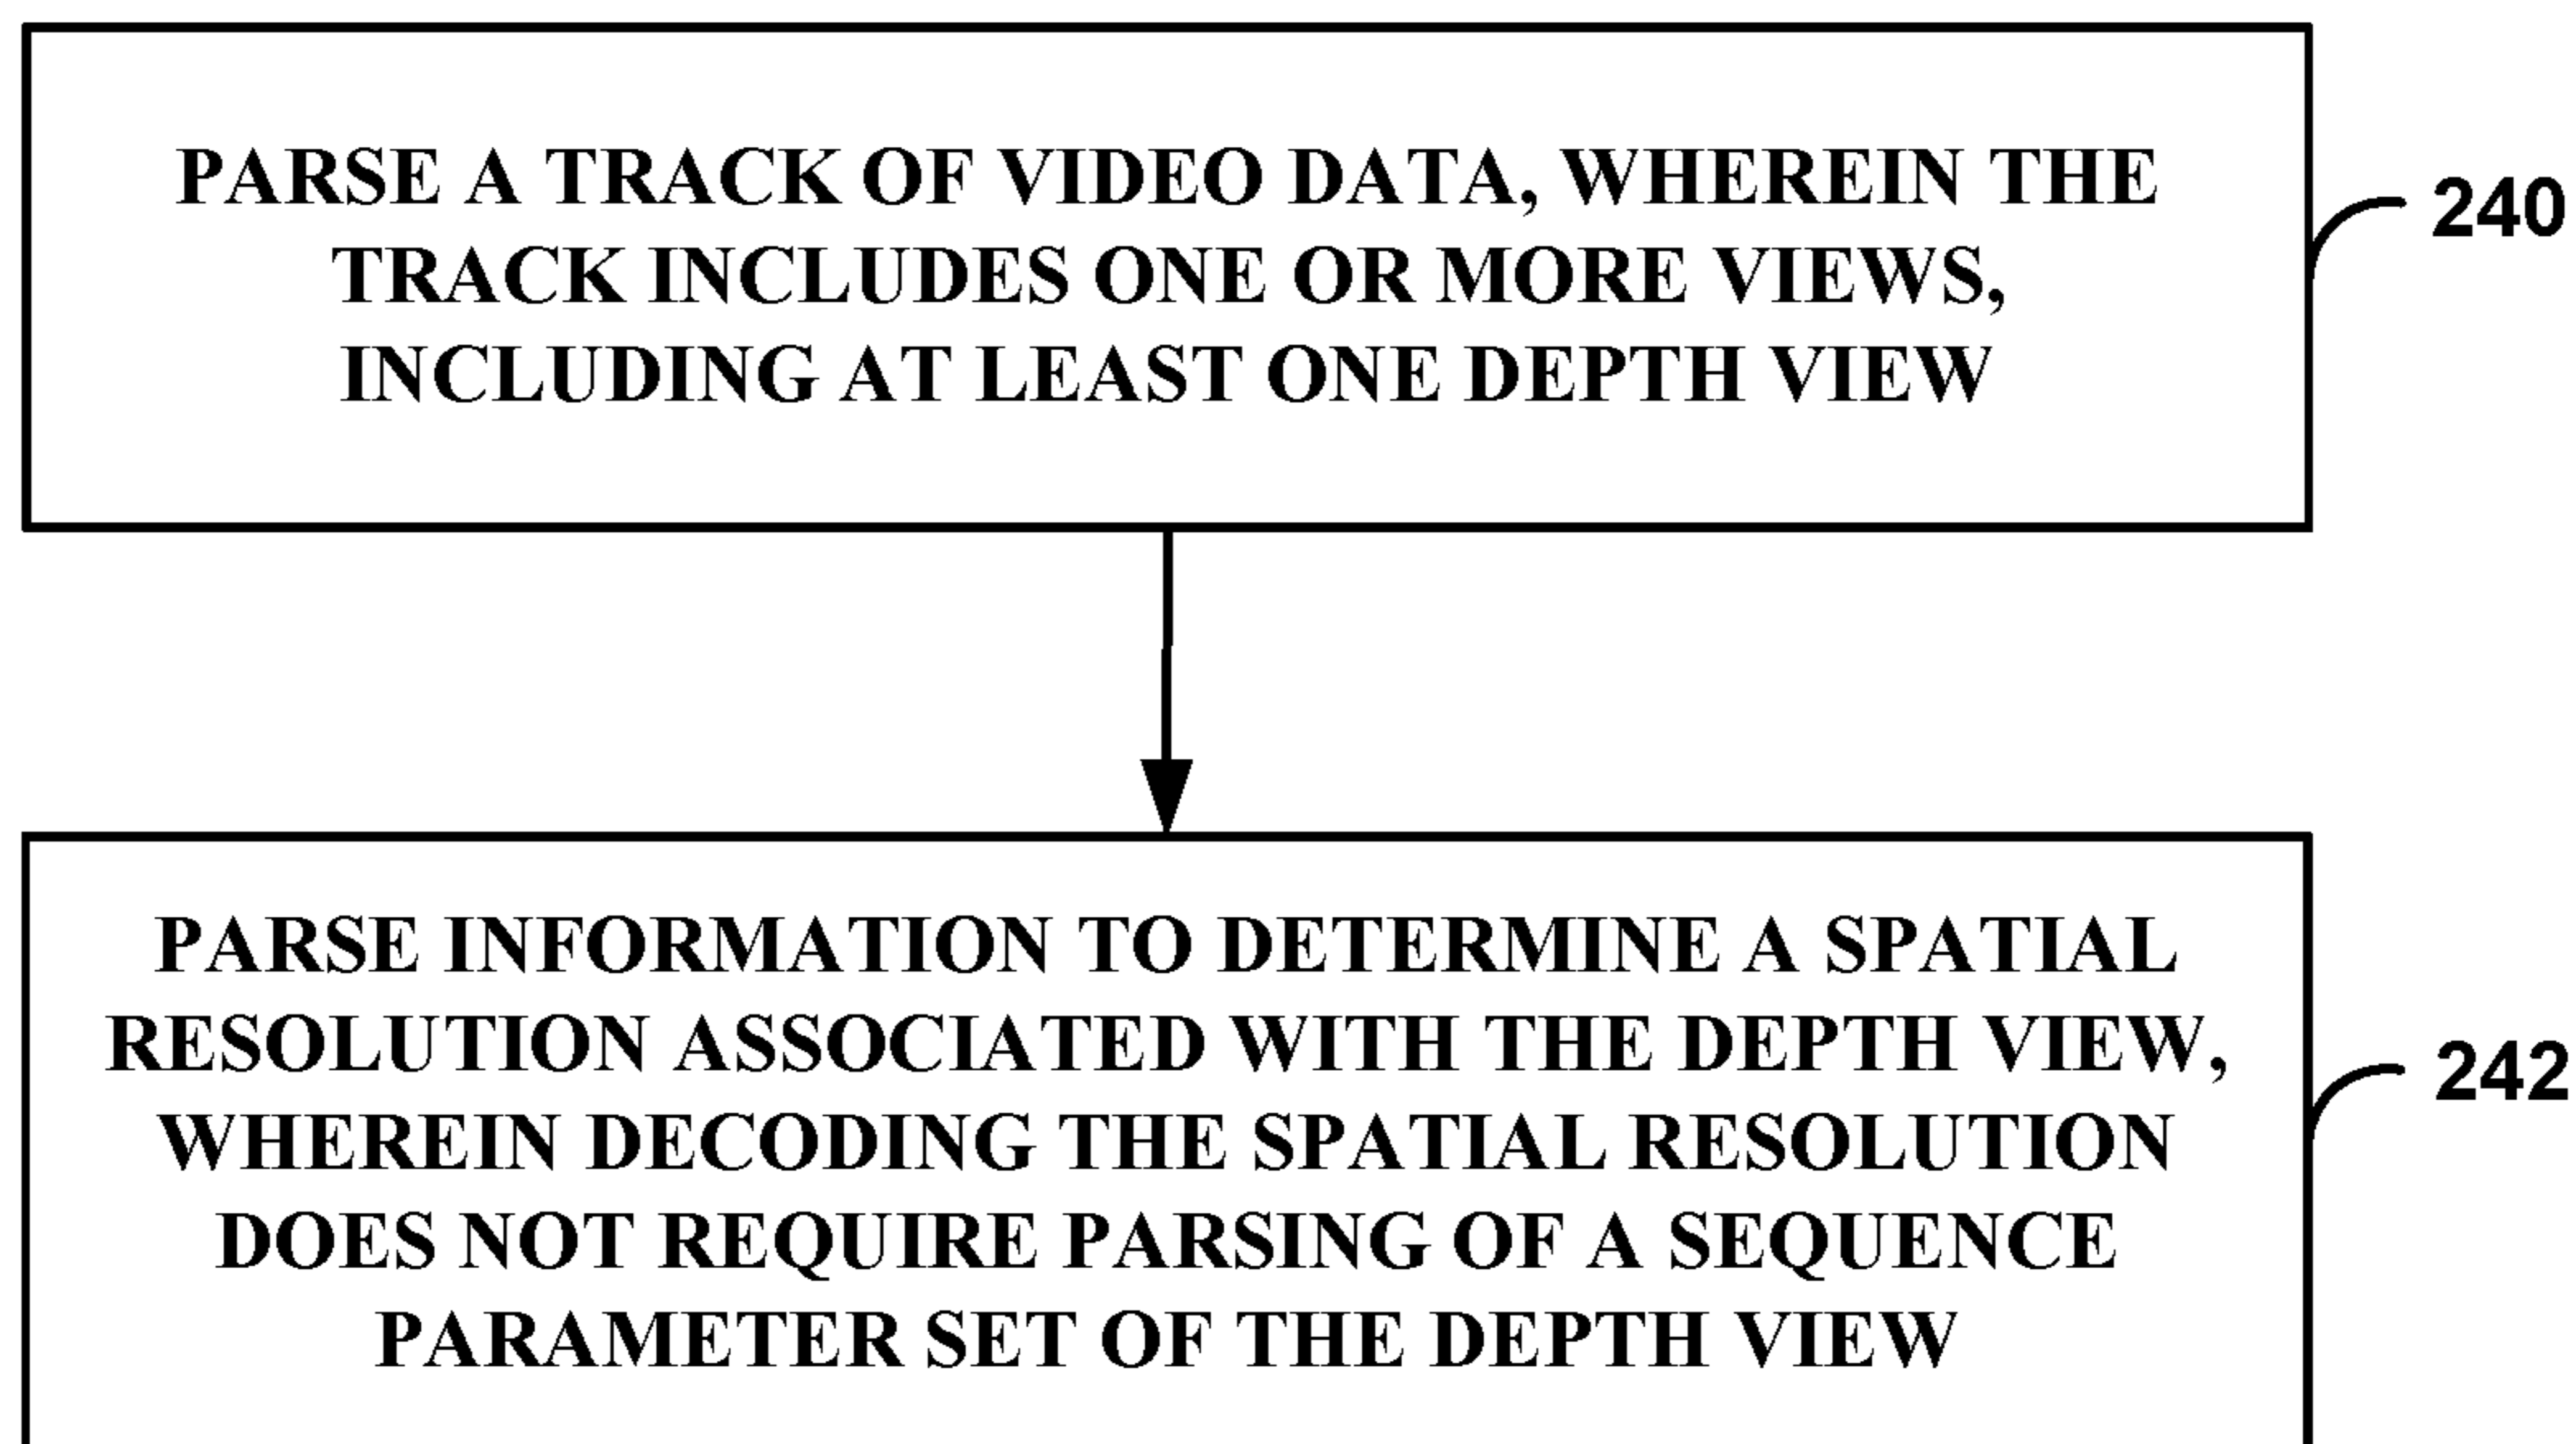 PARSE A TRACK OF VIDEO DATA, WHEREIN THE
TRACK INCLUDES ONE OR MORE VIEWS,
INCLUDING AT LEAST ONE DEPTH VIEW
240
PARSE INFORMATION TO DETERMINE A SPATIAL
RESOLUTION ASSOCIATED WITH THE DEPTH VIEW,
WHEREIN DECODING THE SPATIAL RESOLUTION
DOES NOT REQUIRE PARSING OF A SEQUENCE
PARAMETER SET OF THE DEPTH VIEW
242